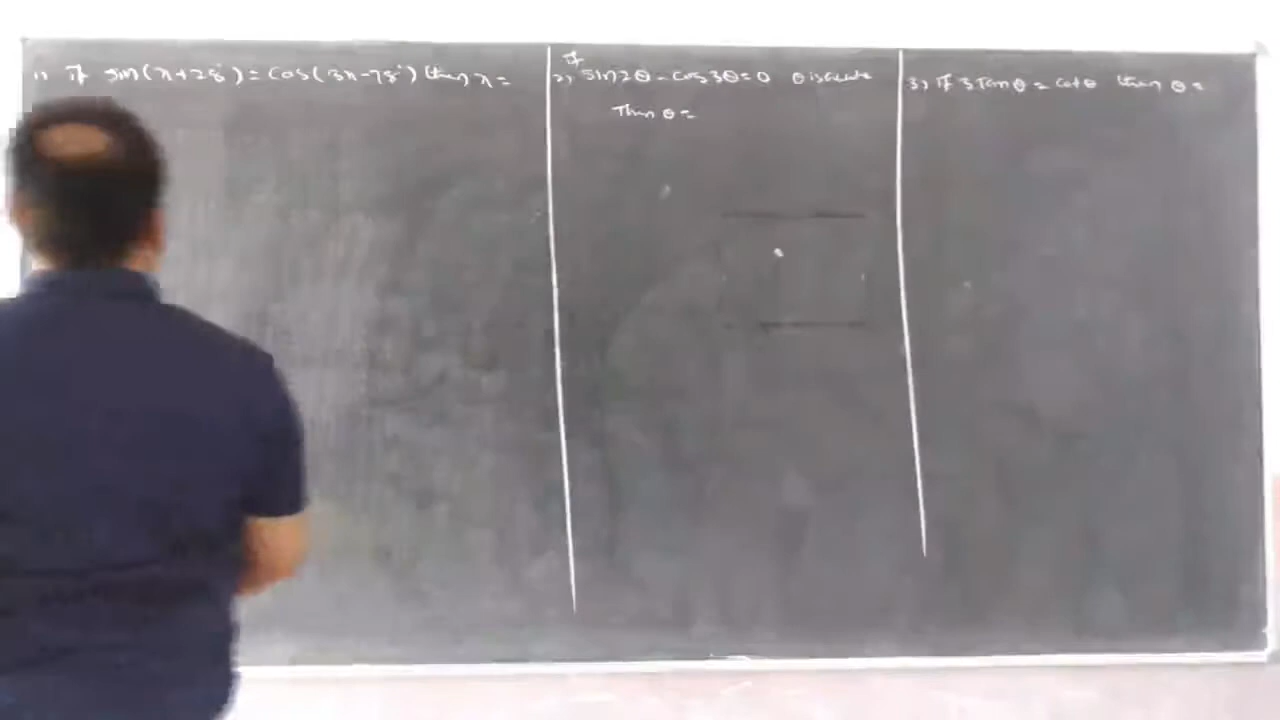 1) If sin(x+28°) = cos(3x-78°) then x =
If
2) sin2θ - cos3θ = 0 θ is acute
Then θ =
3) If 3Tanθ = cotθ then θ =